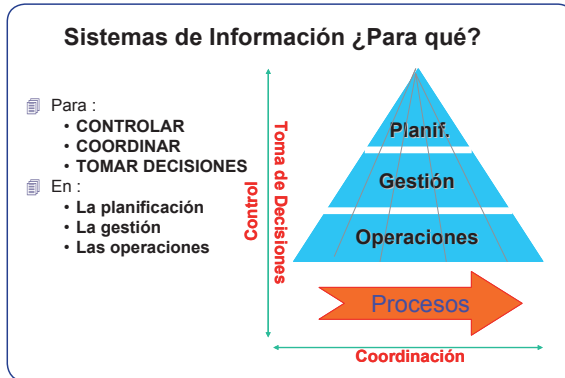 Sistemas de Información ¿Para qué?
Para :
• CONTROLAR
• COORDINAR
• TOMAR DECISIONES
En :
• La planificación
• La gestión
• Las operaciones
Control
Toma de Decisiones
Planif.
Gestión
Operaciones
Procesos
Coordinación